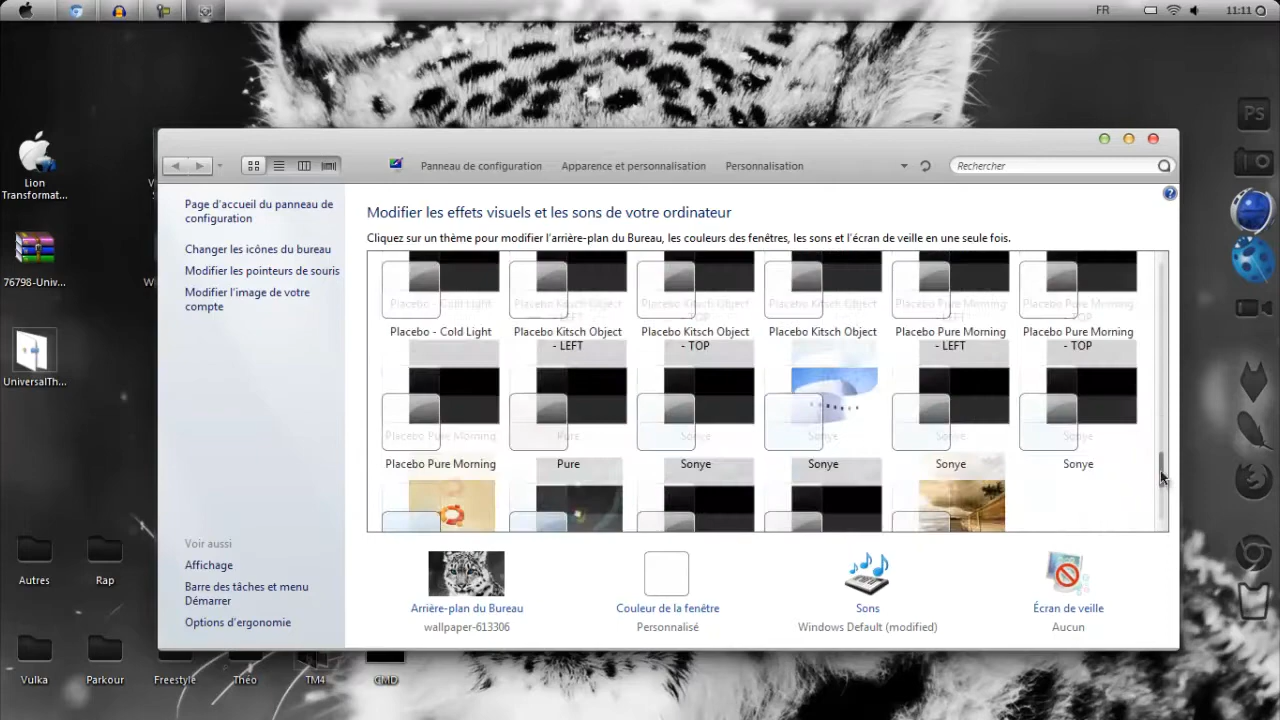 FR
11:11
Ps
Lion
Transformat...
76798-Univ...
UniversalTh...
Autres
Rap
Vulka
Parkour
Freestyle
Théo
TM4
CMD
Panneau de configuration
Apparence et personnalisation
Personnalisation
Rechercher
Page d'accueil du panneau de
configuration
Changer les icônes du bureau
Modifier les pointeurs de souris
Modifier l'image de votre
compte
Voir aussi
Affichage
Barre des tâches et menu
Démarrer
Options d'ergonomie
Modifier les effets visuels et les sons de votre ordinateur
Cliquez sur un thème pour modifier l'arrière-plan du Bureau, les couleurs des fenêtres, les sons et l'écran de veille en une seule fois.
Placebo - Cold Light
Placebo Kitsch Object
- LEFT
Placebo Kitsch Object
- TOP
Placebo Kitsch Object
Placebo Pure Morning
- LEFT
Placebo Pure Morning
- TOP
Placebo Pure Morning
Pure
Sonye
Sonye
Sonye
Sonye
Arrière-plan du Bureau
wallpaper-613306
Couleur de la fenêtre
Personnalisé
Sons
Windows Default (modified)
Écran de veille
Aucun